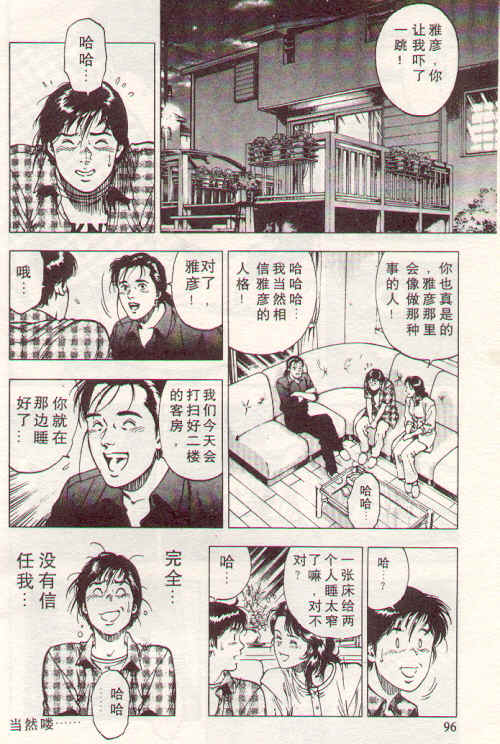 雅彦，你
让我吓了
一跳！
哈
哈…
你也真是的
，雅彦那里
会像做那种
事的人！
哈哈哈…
我当然相
信雅彦的
人格！
哈
哈…
对了，
雅彦！
哦…
我们今天会
打扫好二楼
的客房，
你就在
那边睡
好了…
哈
…？
一张床给两
个人睡太窄
了嘛，对不
对？
哈…
完全…
没有信
任我…
哈哈
……
当然喽……
96